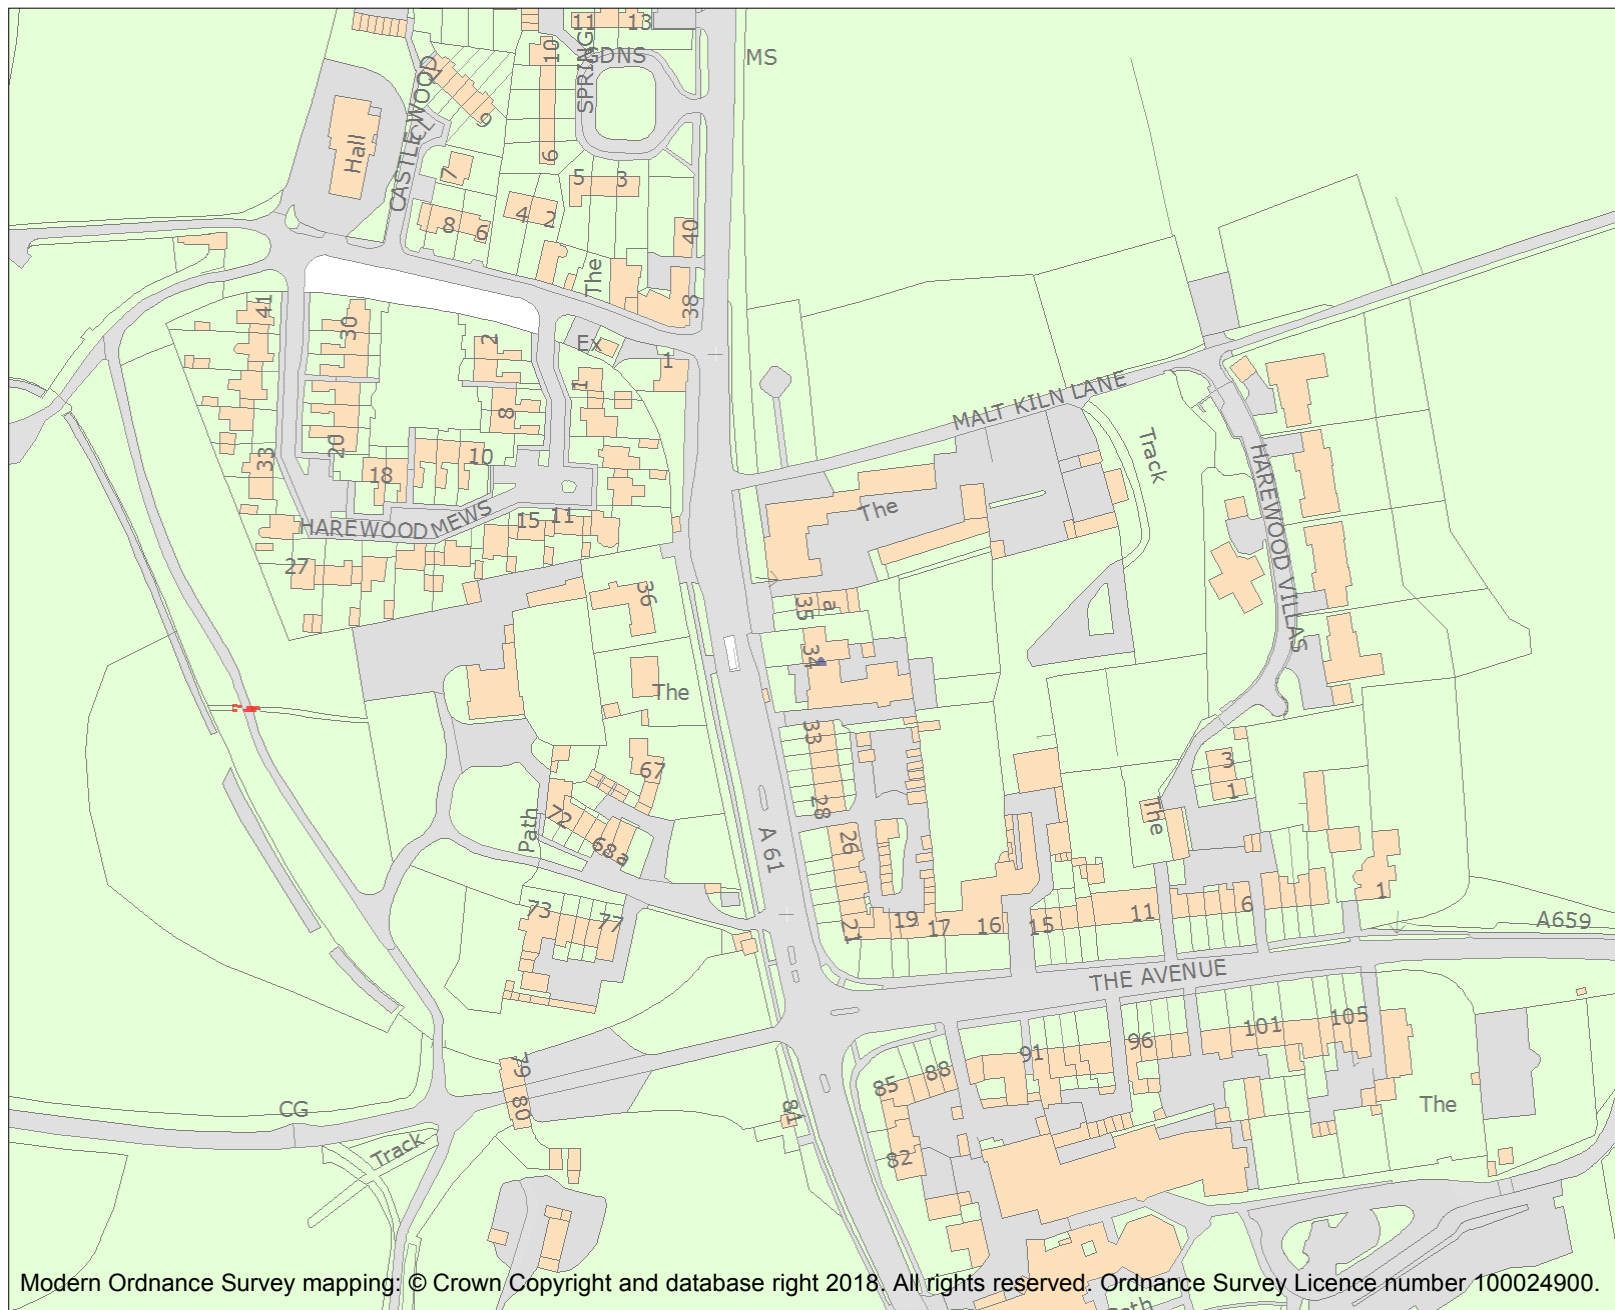 11
13
10
SPRING
GDNS
MS
CASTLEWOOD
CL
1
9
Hall
7
6
5
3
4
2
8
6
40
The
38
41
30
2
Ex
1
1
8
MALT KILN LANE
20
33
18
10
Track
HAREWOOD VILLAS
The
HAREWOOD MEWS
15
11
27
36
35
a
34
The
33
67
3
1
28
The
72
Path
68a
A 61
26
73
77
21
19
17
16
15
11
6
1
A659
THE AVENUE
105
101
96
91
88
85
79
80
CG
81
The
Track
82
Path
Modern Ordnance Survey mapping: © Crown Copyright and database right 2018. All rights reserved. Ordnance Survey Licence number 100024900.